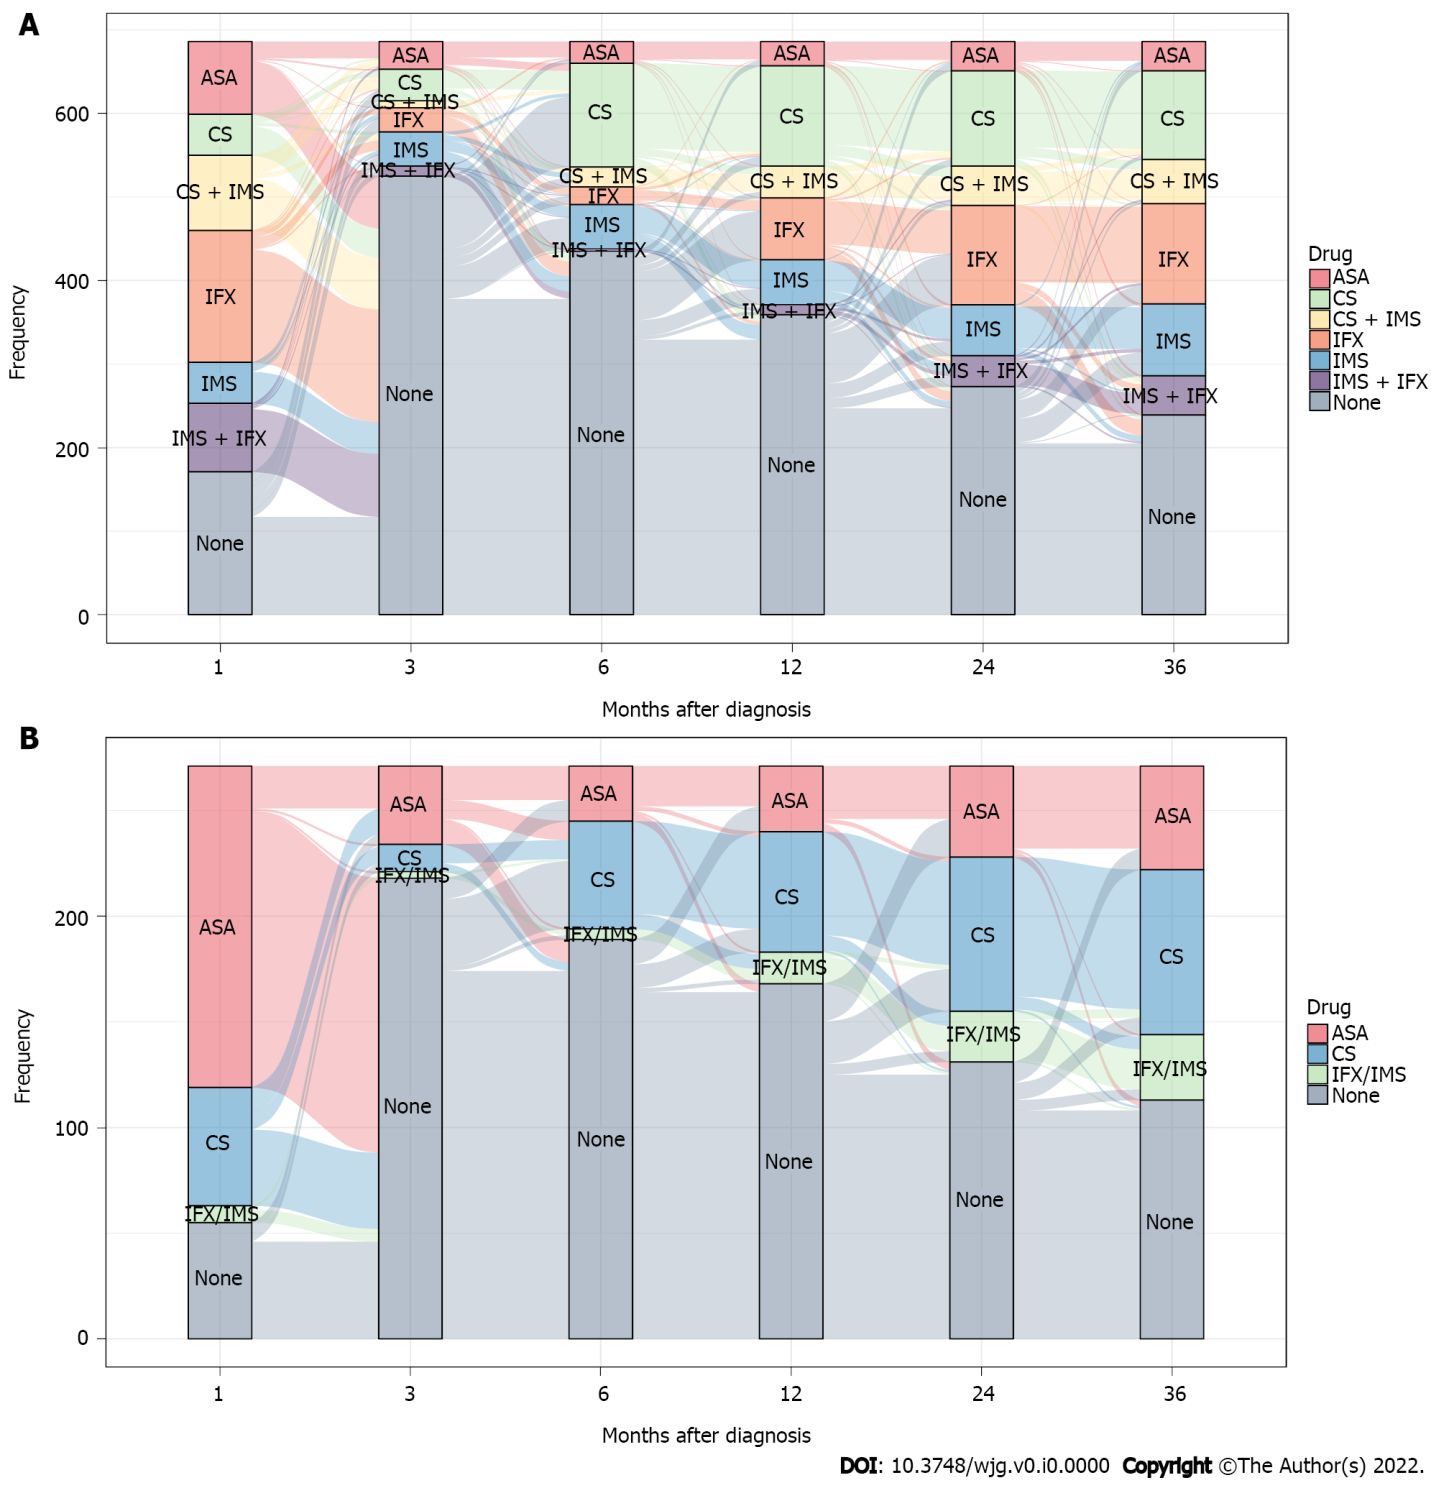 A
ASA
CS
CS + IMS
IFX
IMS
IMS + IFX
None
ASA
CS
CS + IMS
IFX
IMS
IMS + IFX
None
ASA
CS
CS + IMS
IFX
IMS
IMS + IFX
None
ASA
CS
CS + IMS
IFX
IMS
IMS + IFX
None
ASA
CS
CS + IMS
IFX
IMS
IMS + IFX
None
ASA
CS
CS + IMS
IFX
IMS
IMS + IFX
None
600
400
200
0
Frequency
1 3 6 12 24 36
Months after diagnosis
Drug
ASA
CS
CS + IMS
IFX
IMS
IMS + IFX
None
B
ASA
CS
IFX/IMS
None
ASA
CS
IFX/IMS
None
ASA
CS
IFX/IMS
None
ASA
CS
IFX/IMS
None
ASA
CS
IFX/IMS
None
ASA
CS
IFX/IMS
None
200
100
0
Frequency
1 3 6 12 24 36
Months after diagnosis
Drug
ASA
CS
IFX/IMS
None
DOI: 10.3748/wjg.v0.i0.0000 Copyright ©The Author(s) 2022.